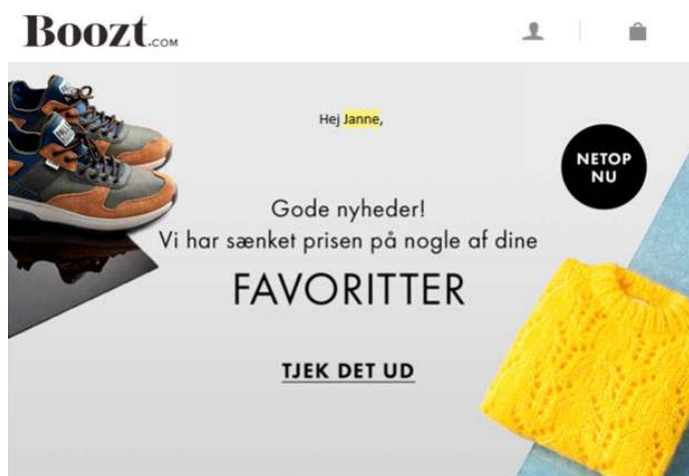 Boozt.COM
Hej Janne,
NETOP
NU
Gode nyheder!
Vi har sænket prisen på nogle af dine
FAVORITTER
TJEK DET UD